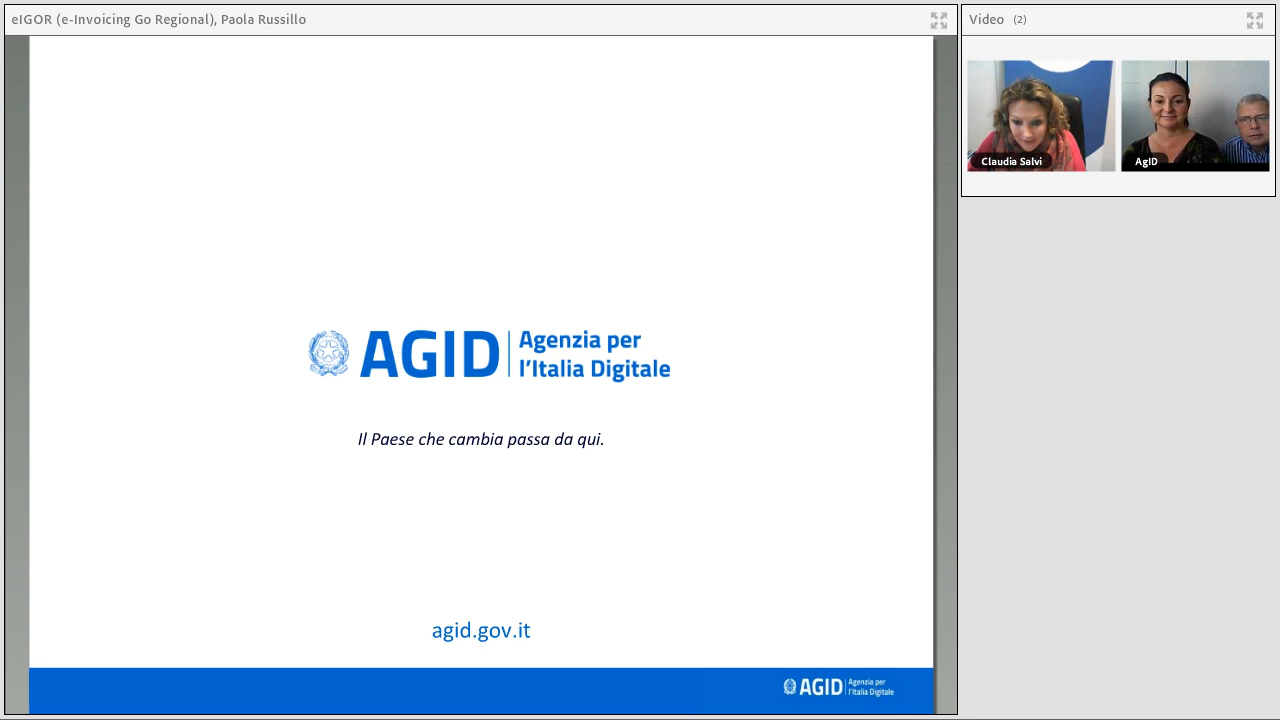 eIGOR (e-Invoicing Go Regional), Paola Russillo
Video (2)
Claudia Salvi
AgID
AGID
Agenzia per
l'Italia Digitale
Il Paese che cambia passa da qui.
agid.gov.it
AGID
Agenzia per
l'Italia Digitale